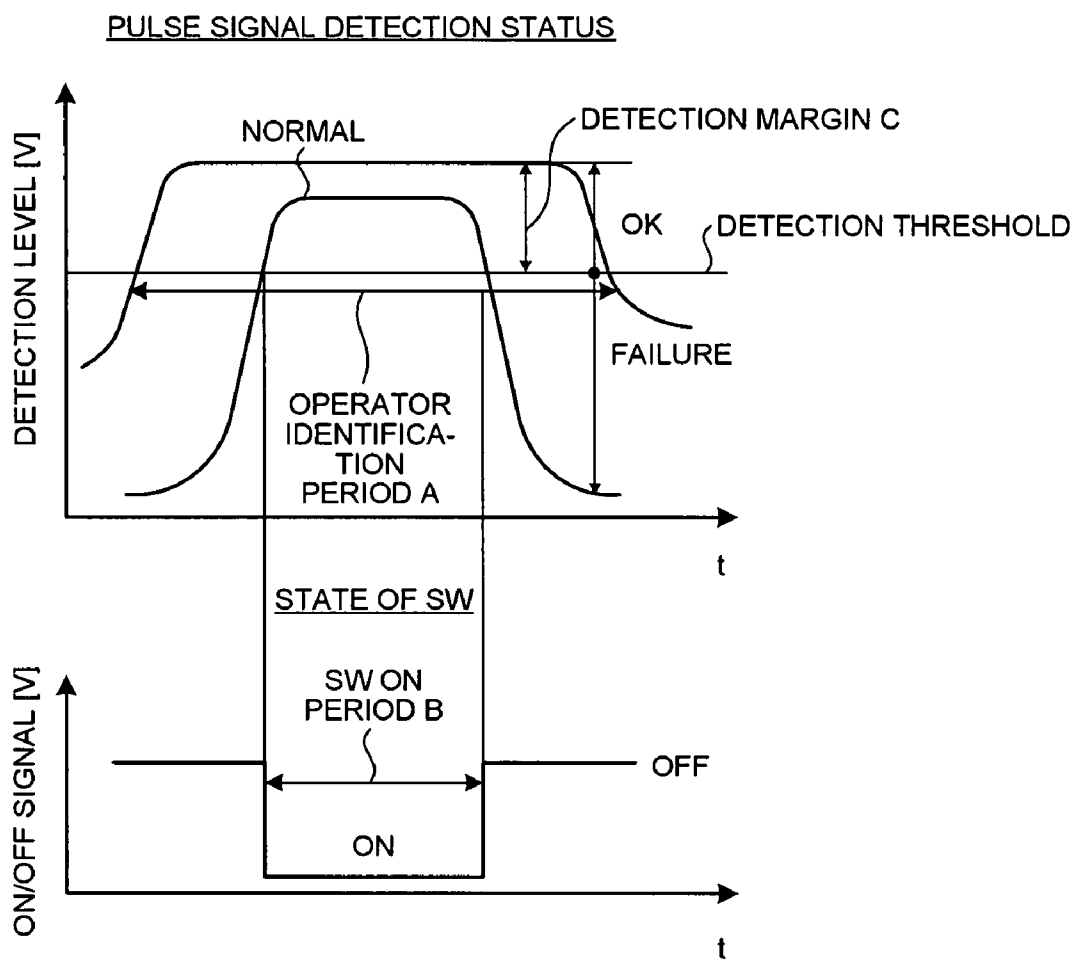 PULSE SIGNAL DETECTION STATUS
DETECTION LEVEL [V]
NORMAL
DETECTION MARGIN C
OK
DETECTION THRESHOLD
FAILURE
OPERATOR
IDENTIFICA-
TION
PERIOD A
t
STATE OF SW
ON/OFF SIGNAL [V]
SW ON
PERIOD B
OFF
ON
t